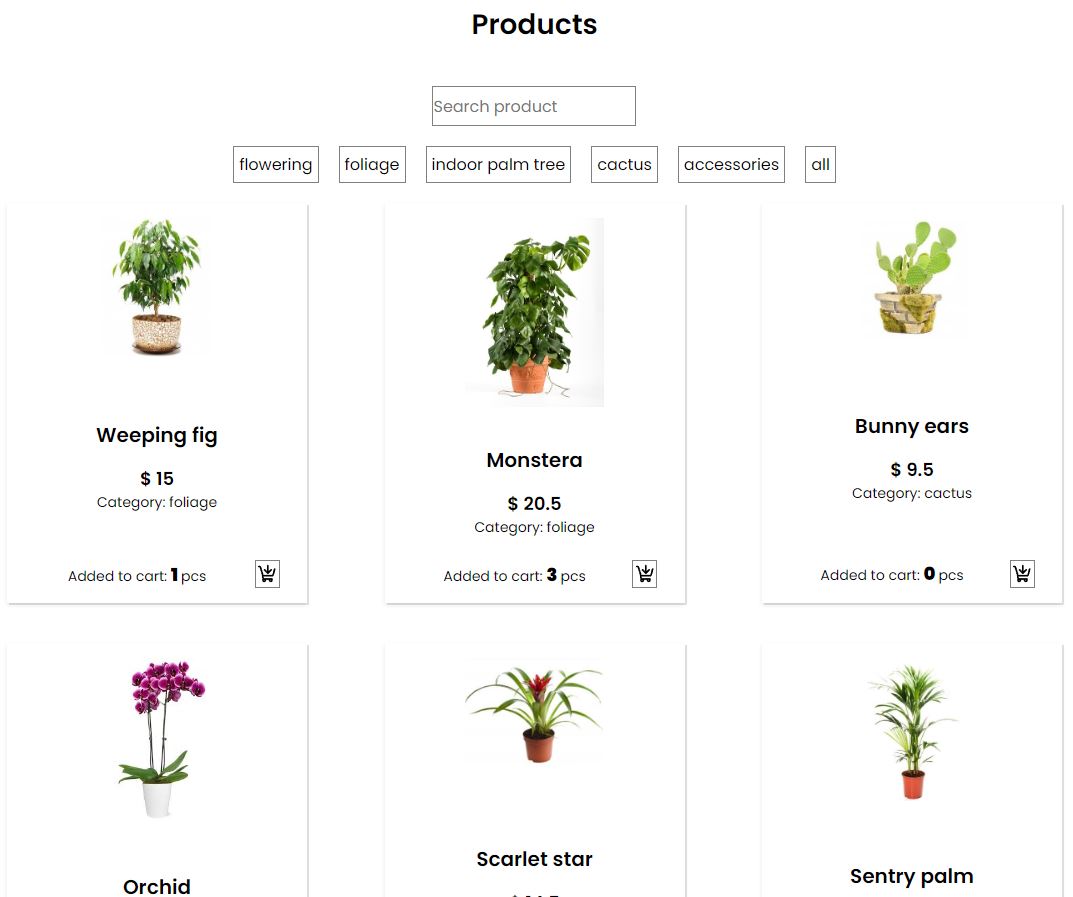 Products
Search product
flowering
foliage
indoor palm tree
cactus
accessories
all
Weeping fig
$ 15
Category: foliage
Added to cart: 1 pcs
Monstera
$ 20.5
Category: foliage
Added to cart: 3 pcs
Bunny ears
$ 9.5
Category: cactus
Added to cart: 0 pcs
Orchid
Scarlet star
Sentry palm